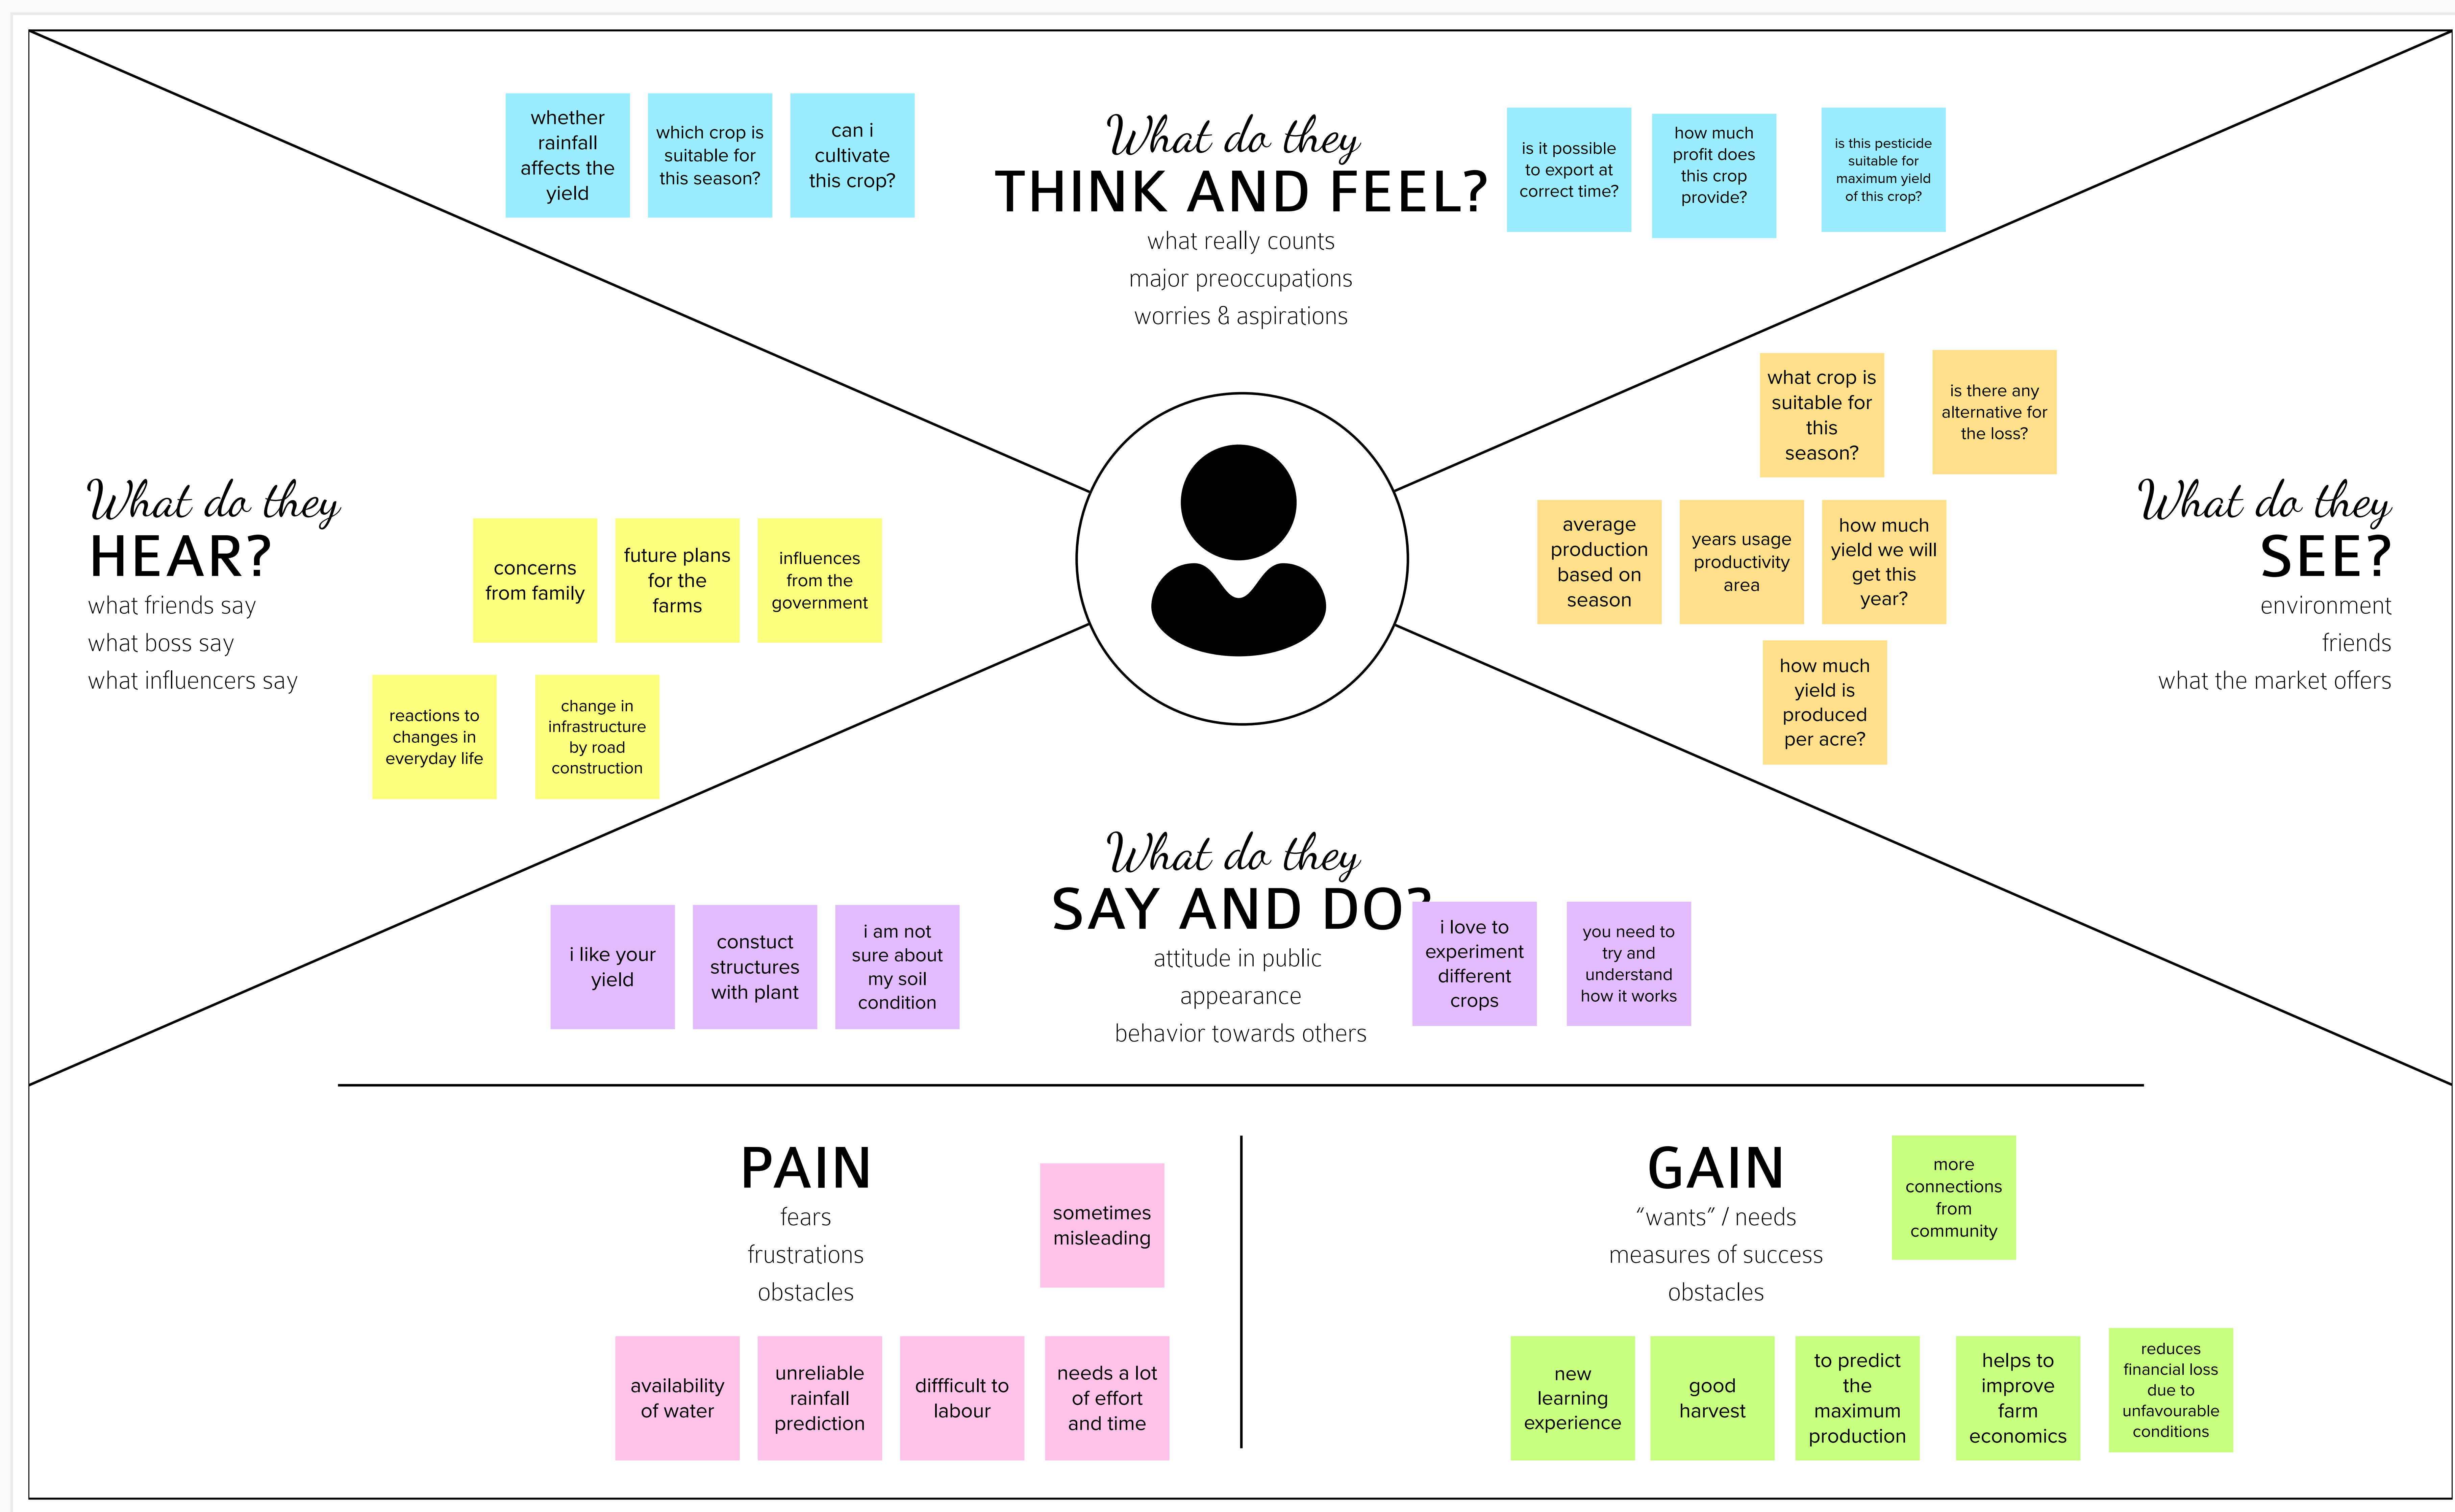 whether
rainfall
affects the
yield
which crop is
suitable for
this season?
can i
cultivate
this crop?
What do they
THINK AND FEEL?
what really counts
major preoccupations
worries & aspirations
is it possible
to export at
correct time?
how much
profit does
this crop
provide?
is this pesticide
suitable for
maximum yield
of this crop?
What do they
HEAR?
what friends say
what boss say
what influencers say
concerns
from family
future plans
for the
farms
influences
from the
government
reactions to
changes in
everyday life
change in
infrastructure
by road
construction
what crop is
suitable for
this
season?
is there any
alternative for
the loss?
average
production
based on
season
years usage
productivity
area
how much
yield we will
get this
year?
how much
yield is
produced
per acre?
What do they
SEE?
environment
friends
what the market offers
What do they
SAY AND DO?
attitude in public
appearance
behavior towards others
i like your
yield
constuct
structures
with plant
i am not
sure about
my soil
condition
i love to
experiment
different
crops
you need to
try and
understand
how it works
PAIN
fears
frustrations
obstacles
sometimes
misleading
availability
of water
unreliable
rainfall
prediction
diffficult to
labour
needs a lot
of effort
and time
GAIN
“wants” / needs
measures of success
obstacles
more
connections
from
community
new
learning
experience
good
harvest
to predict
the
maximum
production
helps to
improve
farm
economics
reduces
financial loss
due to
unfavourable
conditions